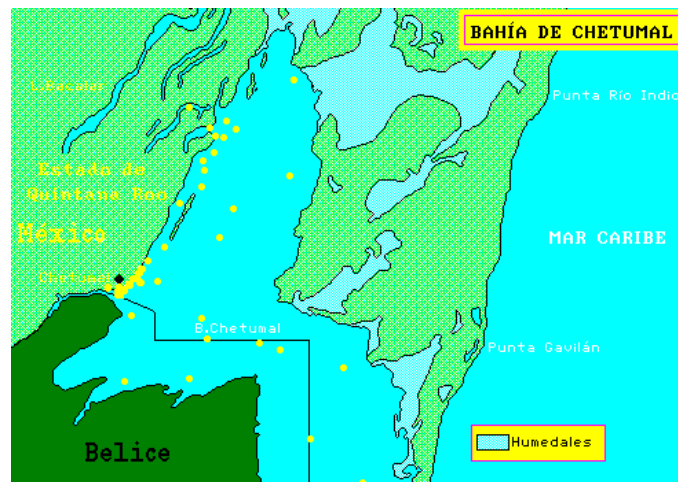 BAHÍA DE CHETUMAL
L.Bacalar
Punta Río Indio
Estado de
Quintana Roo
México
MAR CARIBE
Chetumal
B.Chetumal
Punta Gavilán
Belice
Humedales